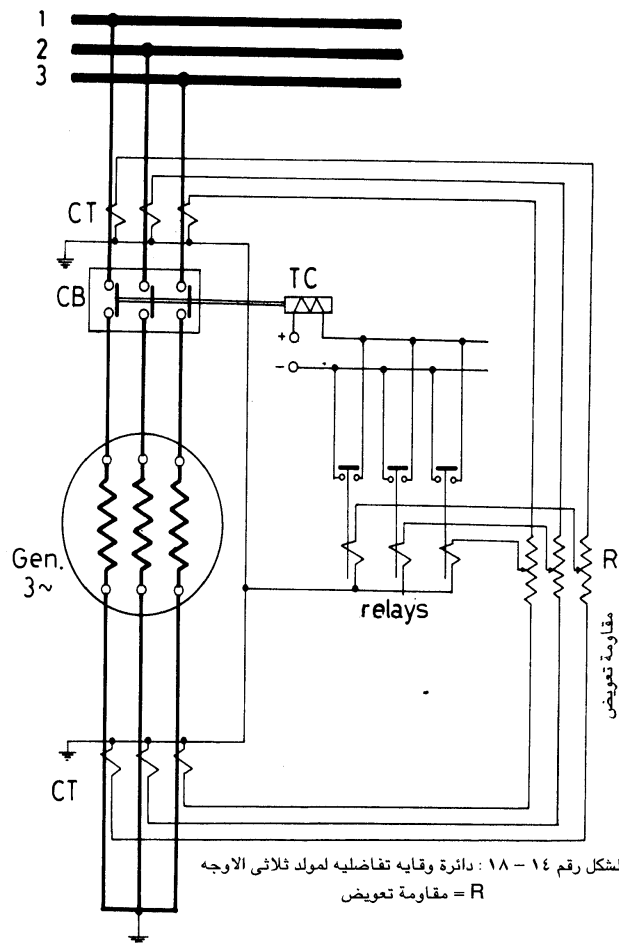 1
2
3
CT
CB
TC
+
-
Gen.
3~
relays
R
مقاومة تعويض
CT
لشكل رقم ١٤ – ١٨ : دائرة وقايه تفاضليه لمولد ثلاثى الاوجه
R = مقاومة تعويض